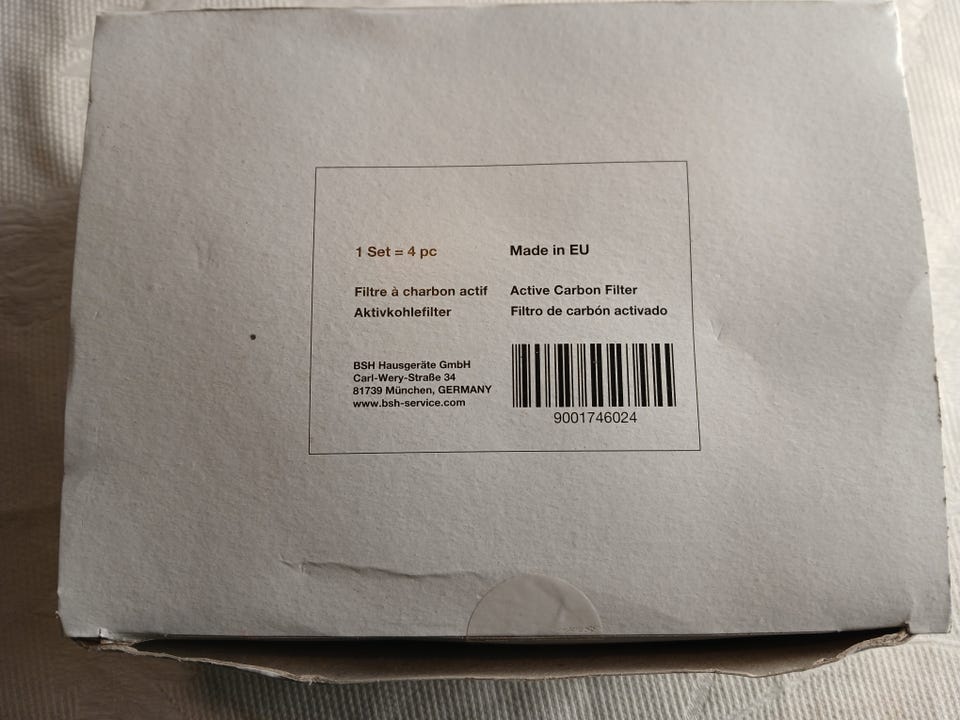 1 Set = 4 pc
Made in EU
Filtre à charbon actif
Aktivkohlefilter
Active Carbon Filter
Filtro de carbón activado
BSH Hausgeräte GmbH
Carl-Wery-Straße 34
81739 München, GERMANY
www.bsh-service.com
9001746024